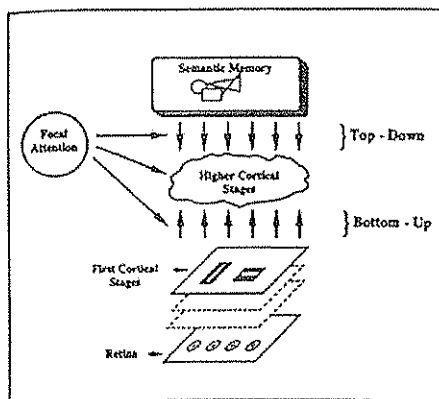 Semantic Memory
Focal
Attention
} Top - Down
Higher Cortical
Stages
} Bottom - Up
First Cortical
Stages
Retina